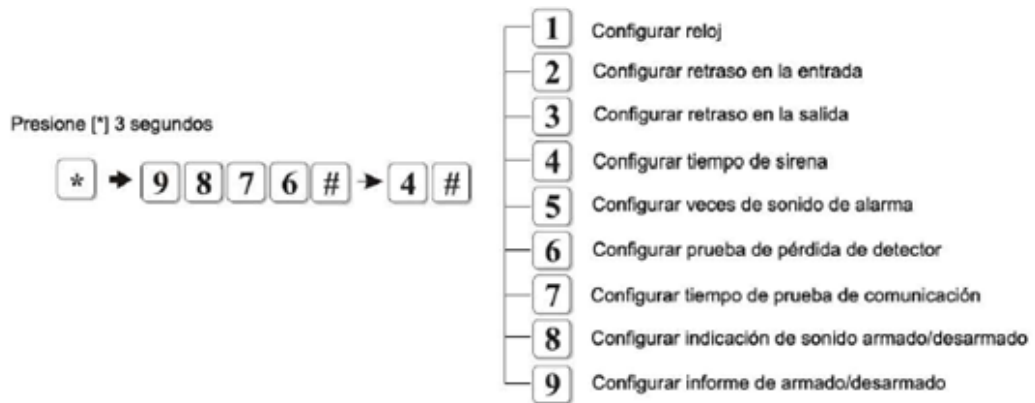 Presione [*] 3 segundos
* → 9 8 7 6 # → 4 #
1 Configurar reloj
2 Configurar retraso en la entrada
3 Configurar retraso en la salida
4 Configurar tiempo de sirena
5 Configurar veces de sonido de alarma
6 Configurar prueba de pérdida de detector
7 Configurar tiempo de prueba de comunicación
8 Configurar indicación de sonido armado/desarmado
9 Configurar informe de armado/desarmado